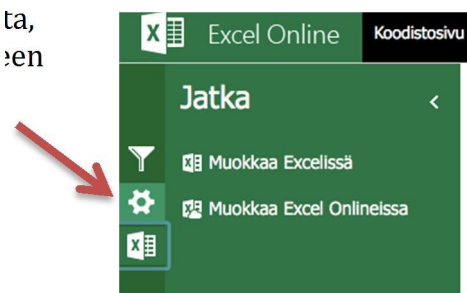 ta,
een
Excel Online
Koodistosivu
Jatka
Muokkaa Excelissä
Muokkaa Excel Onlineissa